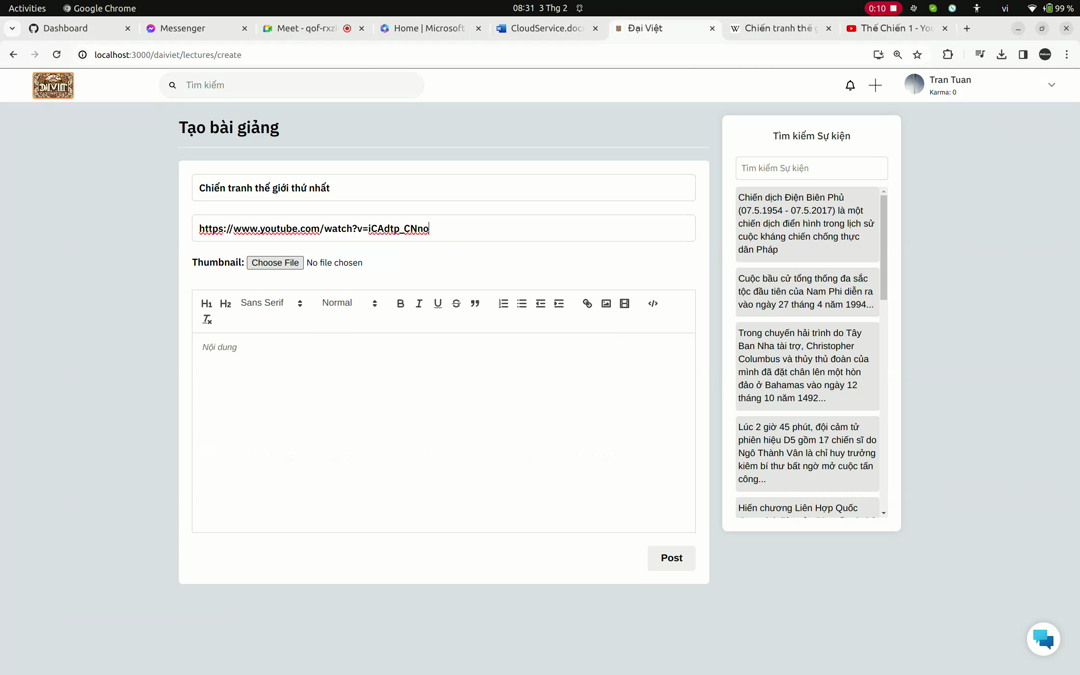 Activities
Google Chrome
08:31 3 Thg 2
0:10
vi
99 %
Dashboard
Messenger
Meet - qof-rxz
Home | Microsoft
CloudService.docx
Đại Việt
Chiến tranh thế g
Thế Chiến 1 - You
localhost:3000/daiviet/lectures/create
ĐẠIVIỆT
Tìm kiếm
Tran Tuan
Karma: 0
Tạo bài giảng
Chiến tranh thế giới thứ nhất
https://www.youtube.com/watch?v=iCAdtp_CNno
Thumbnail: Choose File No file chosen
H1 H2 Sans Serif Normal B I U S
Nội dung
Post
Tìm kiếm Sự kiện
Tìm kiếm Sự kiện
Chiến dịch Điện Biên Phủ
(07.5.1954 - 07.5.2017) là một
chiến dịch điển hình trong lịch sử
cuộc kháng chiến chống thực
dân Pháp
Cuộc bầu cử tổng thống đa sắc
tộc đầu tiên của Nam Phi diễn ra
vào ngày 27 tháng 4 năm 1994...
Trong chuyến hải trình do Tây
Ban Nha tài trợ, Christopher
Columbus và thủy thủ đoàn của
mình đã đặt chân lên một hòn
đảo ở Bahamas vào ngày 12
tháng 10 năm 1492...
Lúc 2 giờ 45 phút, đội cảm tử
phiên hiệu D5 gồm 17 chiến sĩ do
Ngô Thành Vân là chỉ huy trưởng
kiêm bí thư bất ngờ mở cuộc tấn
công...
Hiến chương Liên Hợp Quốc